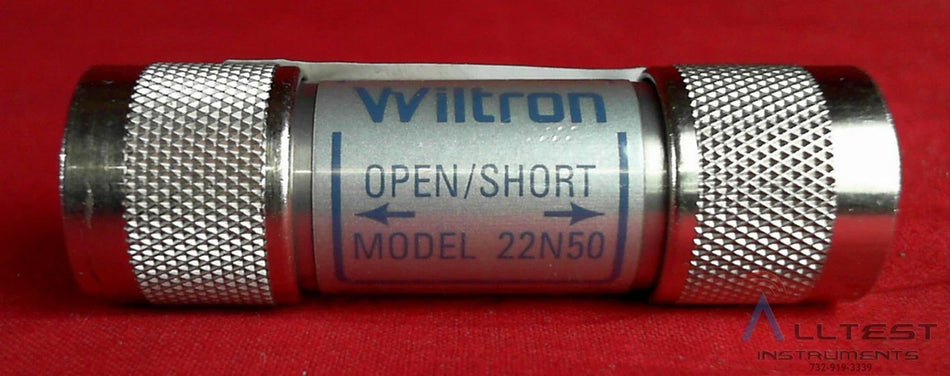 Wiltron
OPEN/SHORT
MODEL 22N50
ALLTEST
INSTRUMENTS
732-919-3339